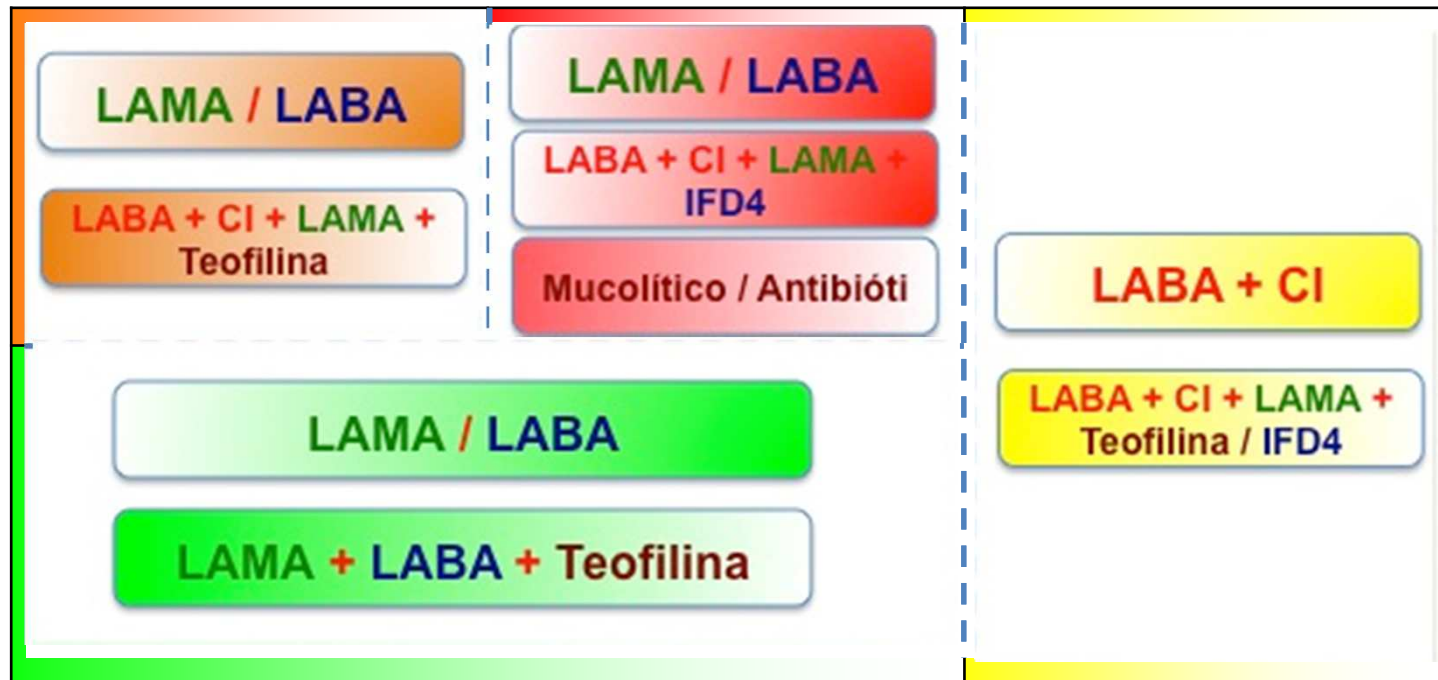 LAMA / LABA
LABA + CI + LAMA +
Teofilina
LAMA / LABA
LABA + CI + LAMA +
IFD4
Mucolítico / Antibióti
LABA + CI
LABA + CI + LAMA +
Teofilina / IFD4
LAMA / LABA
LAMA + LABA + Teofilina